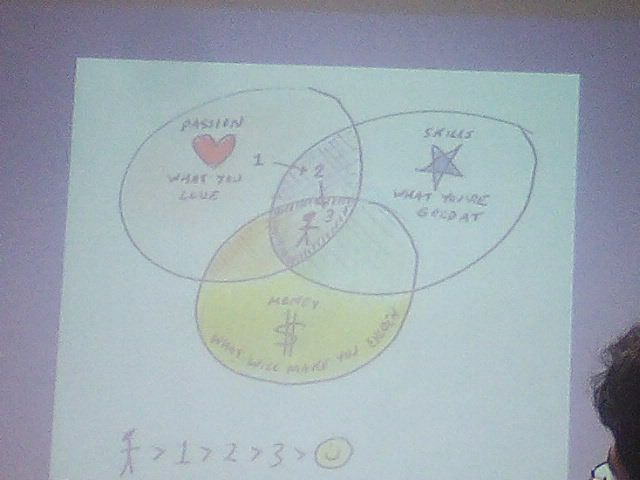 PASSION
WHAT YOU
LOVE
1
2
3
SKILLS
WHAT YOU'RE
GOOD AT
MONEY
$
WHAT WILL MAKE YOU
> 1 > 2 > 3 >